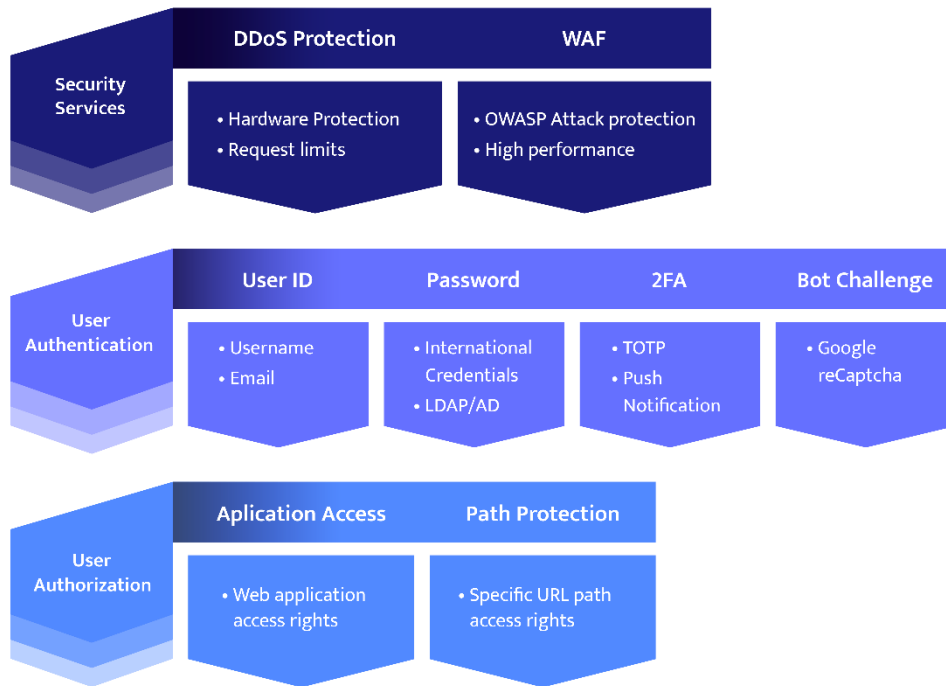 DDoS Protection
WAF
Security
Services
• Hardware Protection
• Request limits
• OWASP Attack protection
• High performance
User ID
Password
2FA
Bot Challenge
User
Authentication
• Username
• Email
• International
Credentials
• LDAP/AD
• TOTP
• Push
Notification
• Google
reCaptcha
Aplication Access
Path Protection
User
Authorization
• Web application
access rights
• Specific URL path
access rights